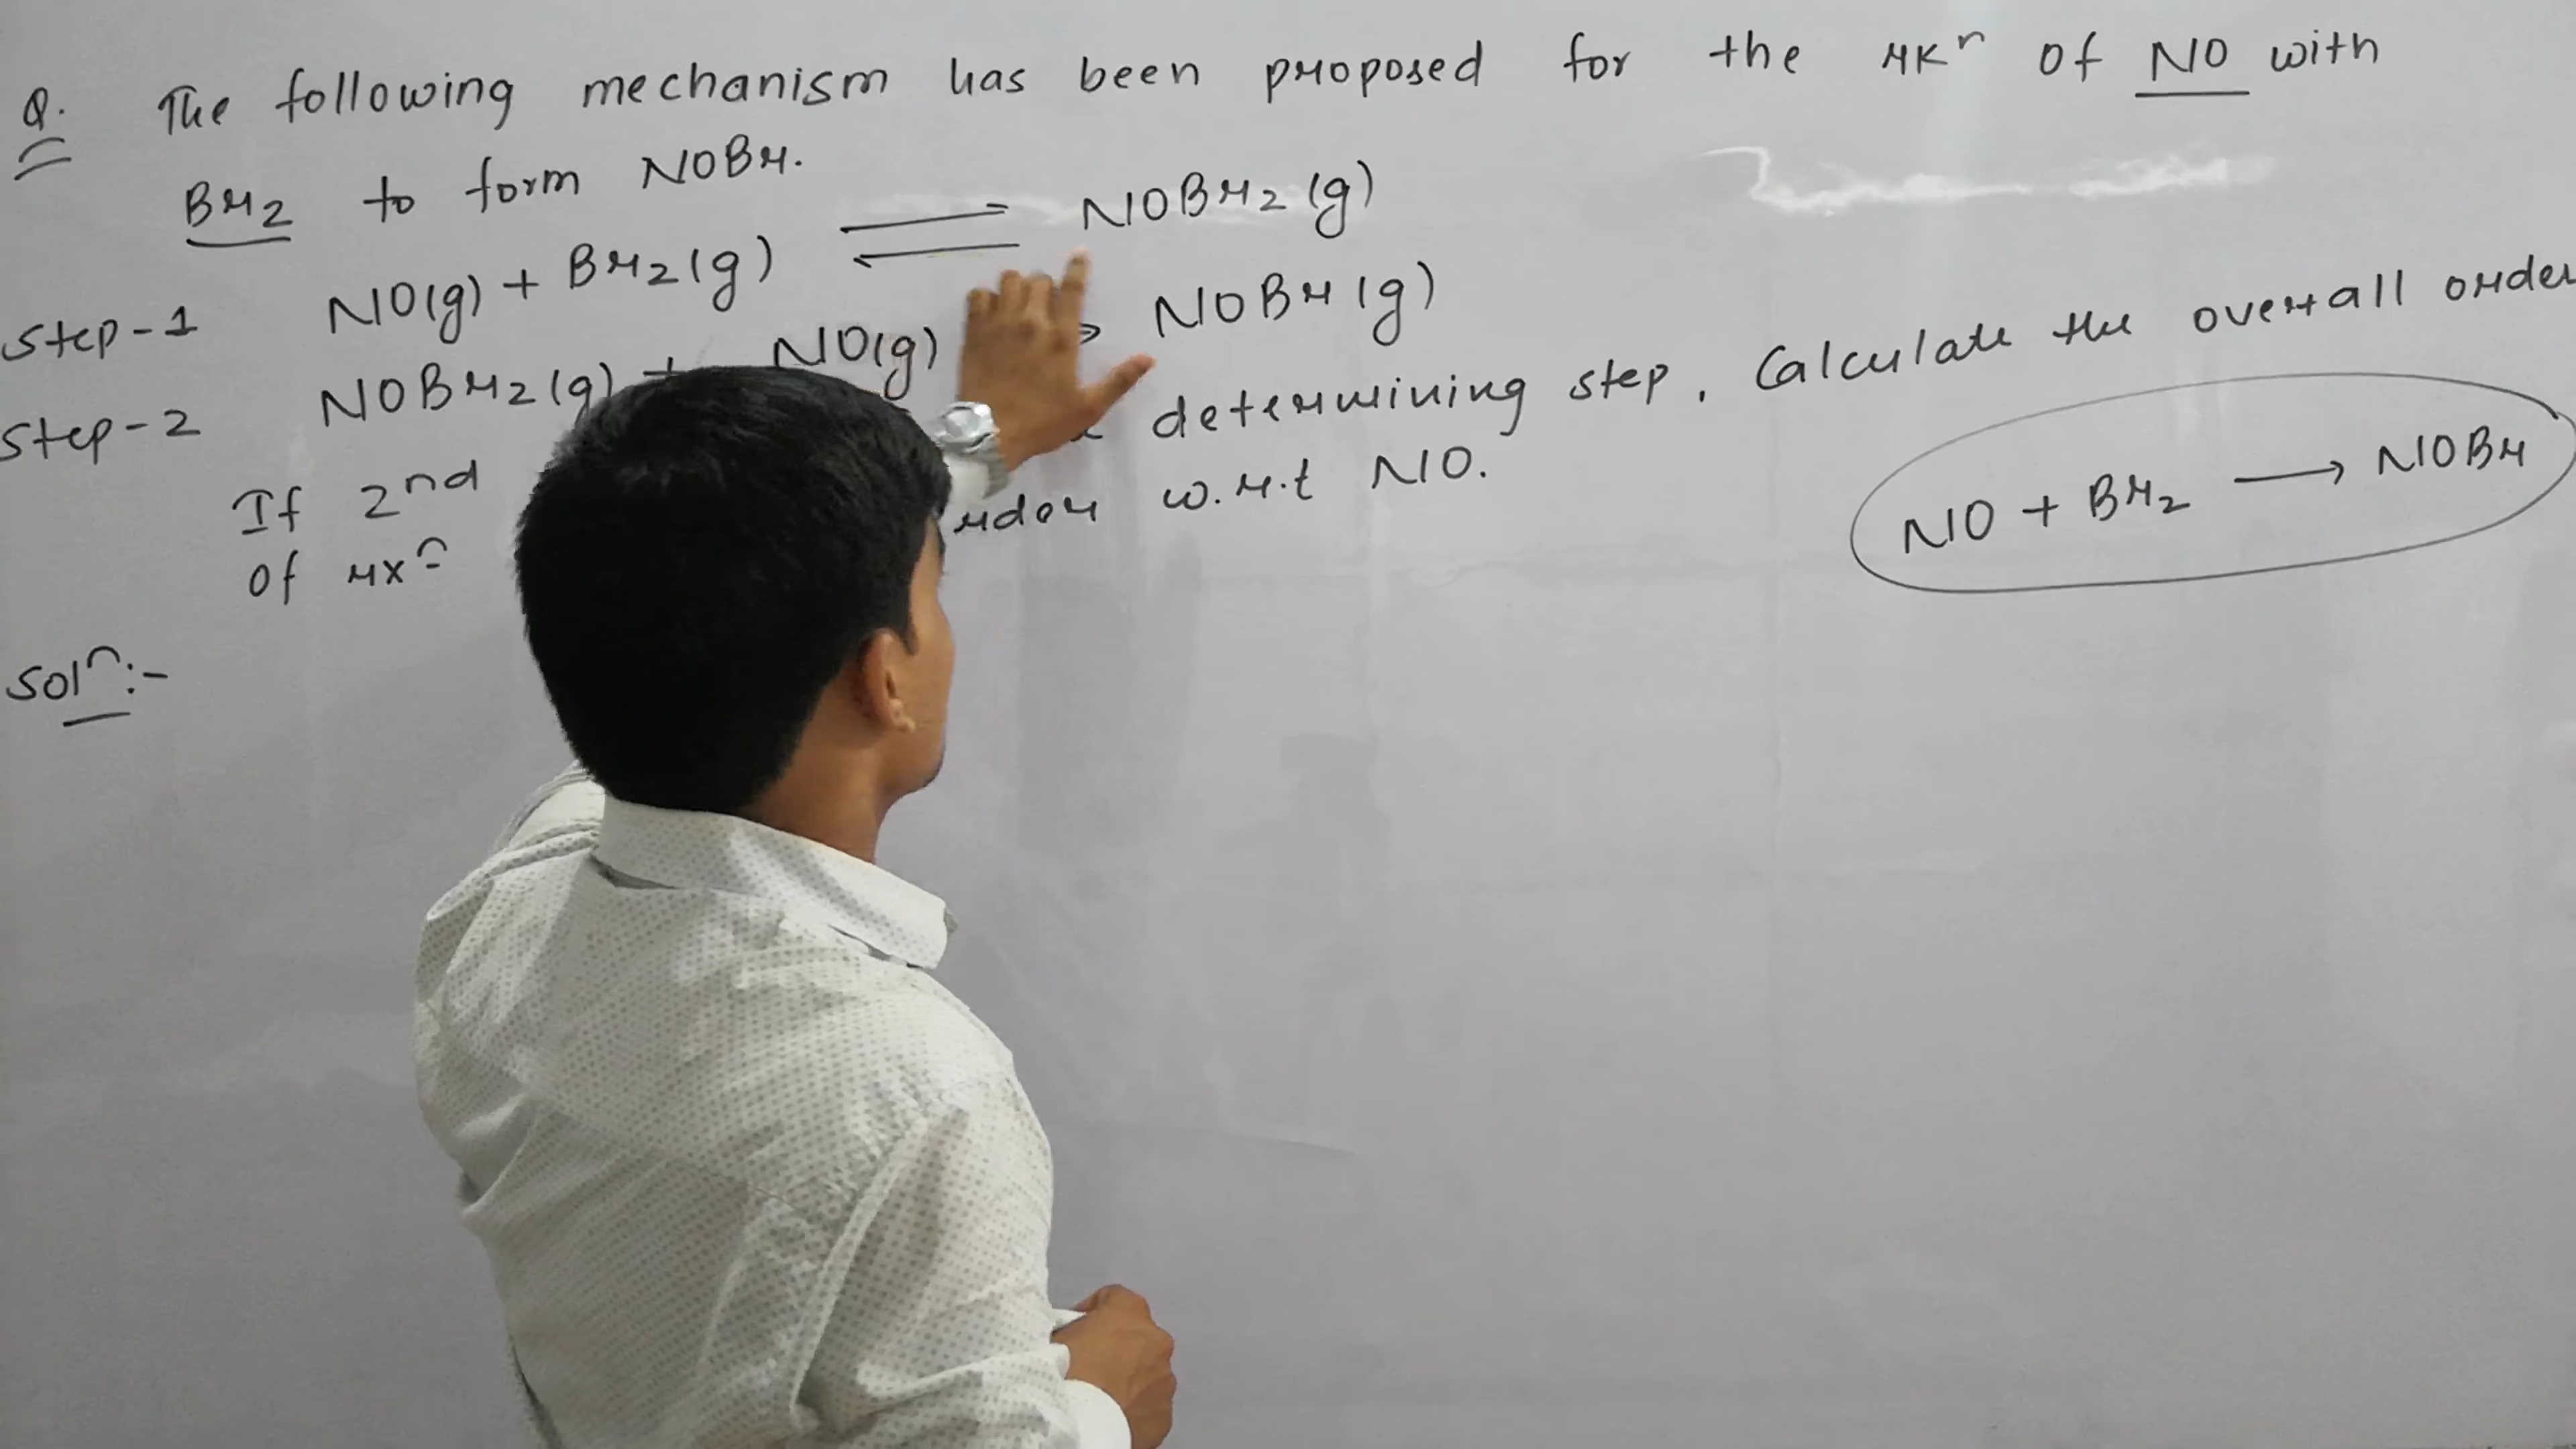 Q. The following mechanism has been proposed for the rxⁿ of NO with
Br2 to form NOBr.
Step-1 NO(g) + Br2(g) ⇌ NOBr2(g)
Step-2 NOBr2(g) + NO(g) → NOBr(g)
If 2nd determining step. Calculate the overall order
of rxⁿ w.r.t NO.
NO + Br2 → NOBr
Solⁿ:-